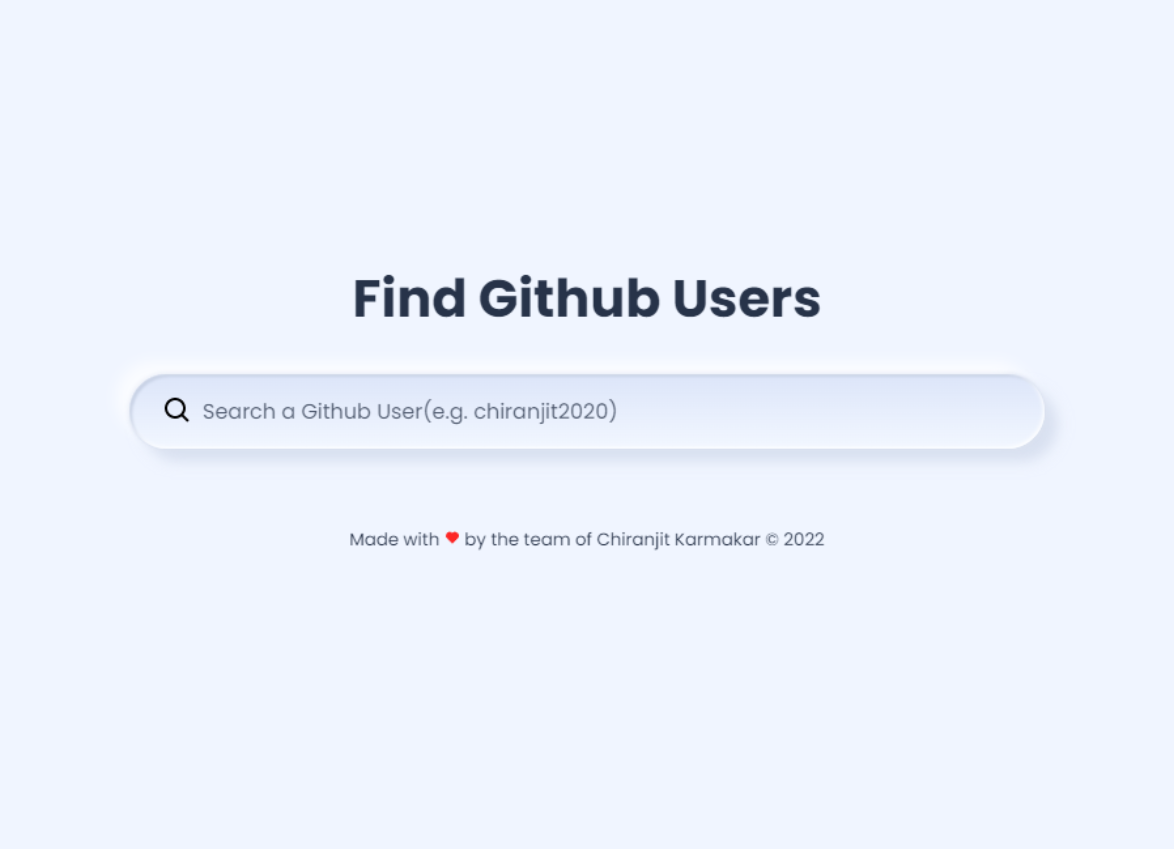 Find Github Users
Search a Github User(e.g. chiranjit2020)
Made with ❤ by the team of Chiranjit Karmakar © 2022